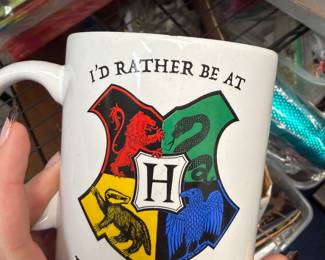 I'D RATHER BE AT
H